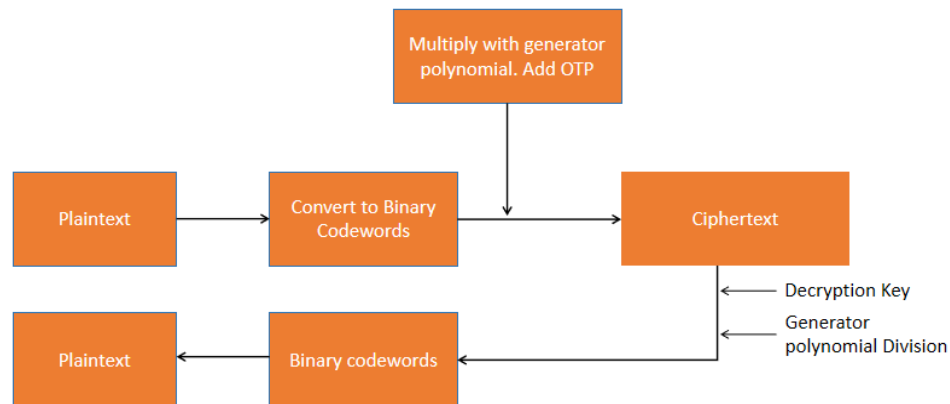 Multiply with generator
polynomial. Add OTP
Plaintext
Convert to Binary
Codewords
Ciphertext
Decryption Key
Generator
polynomial Division
Plaintext
Binary codewords